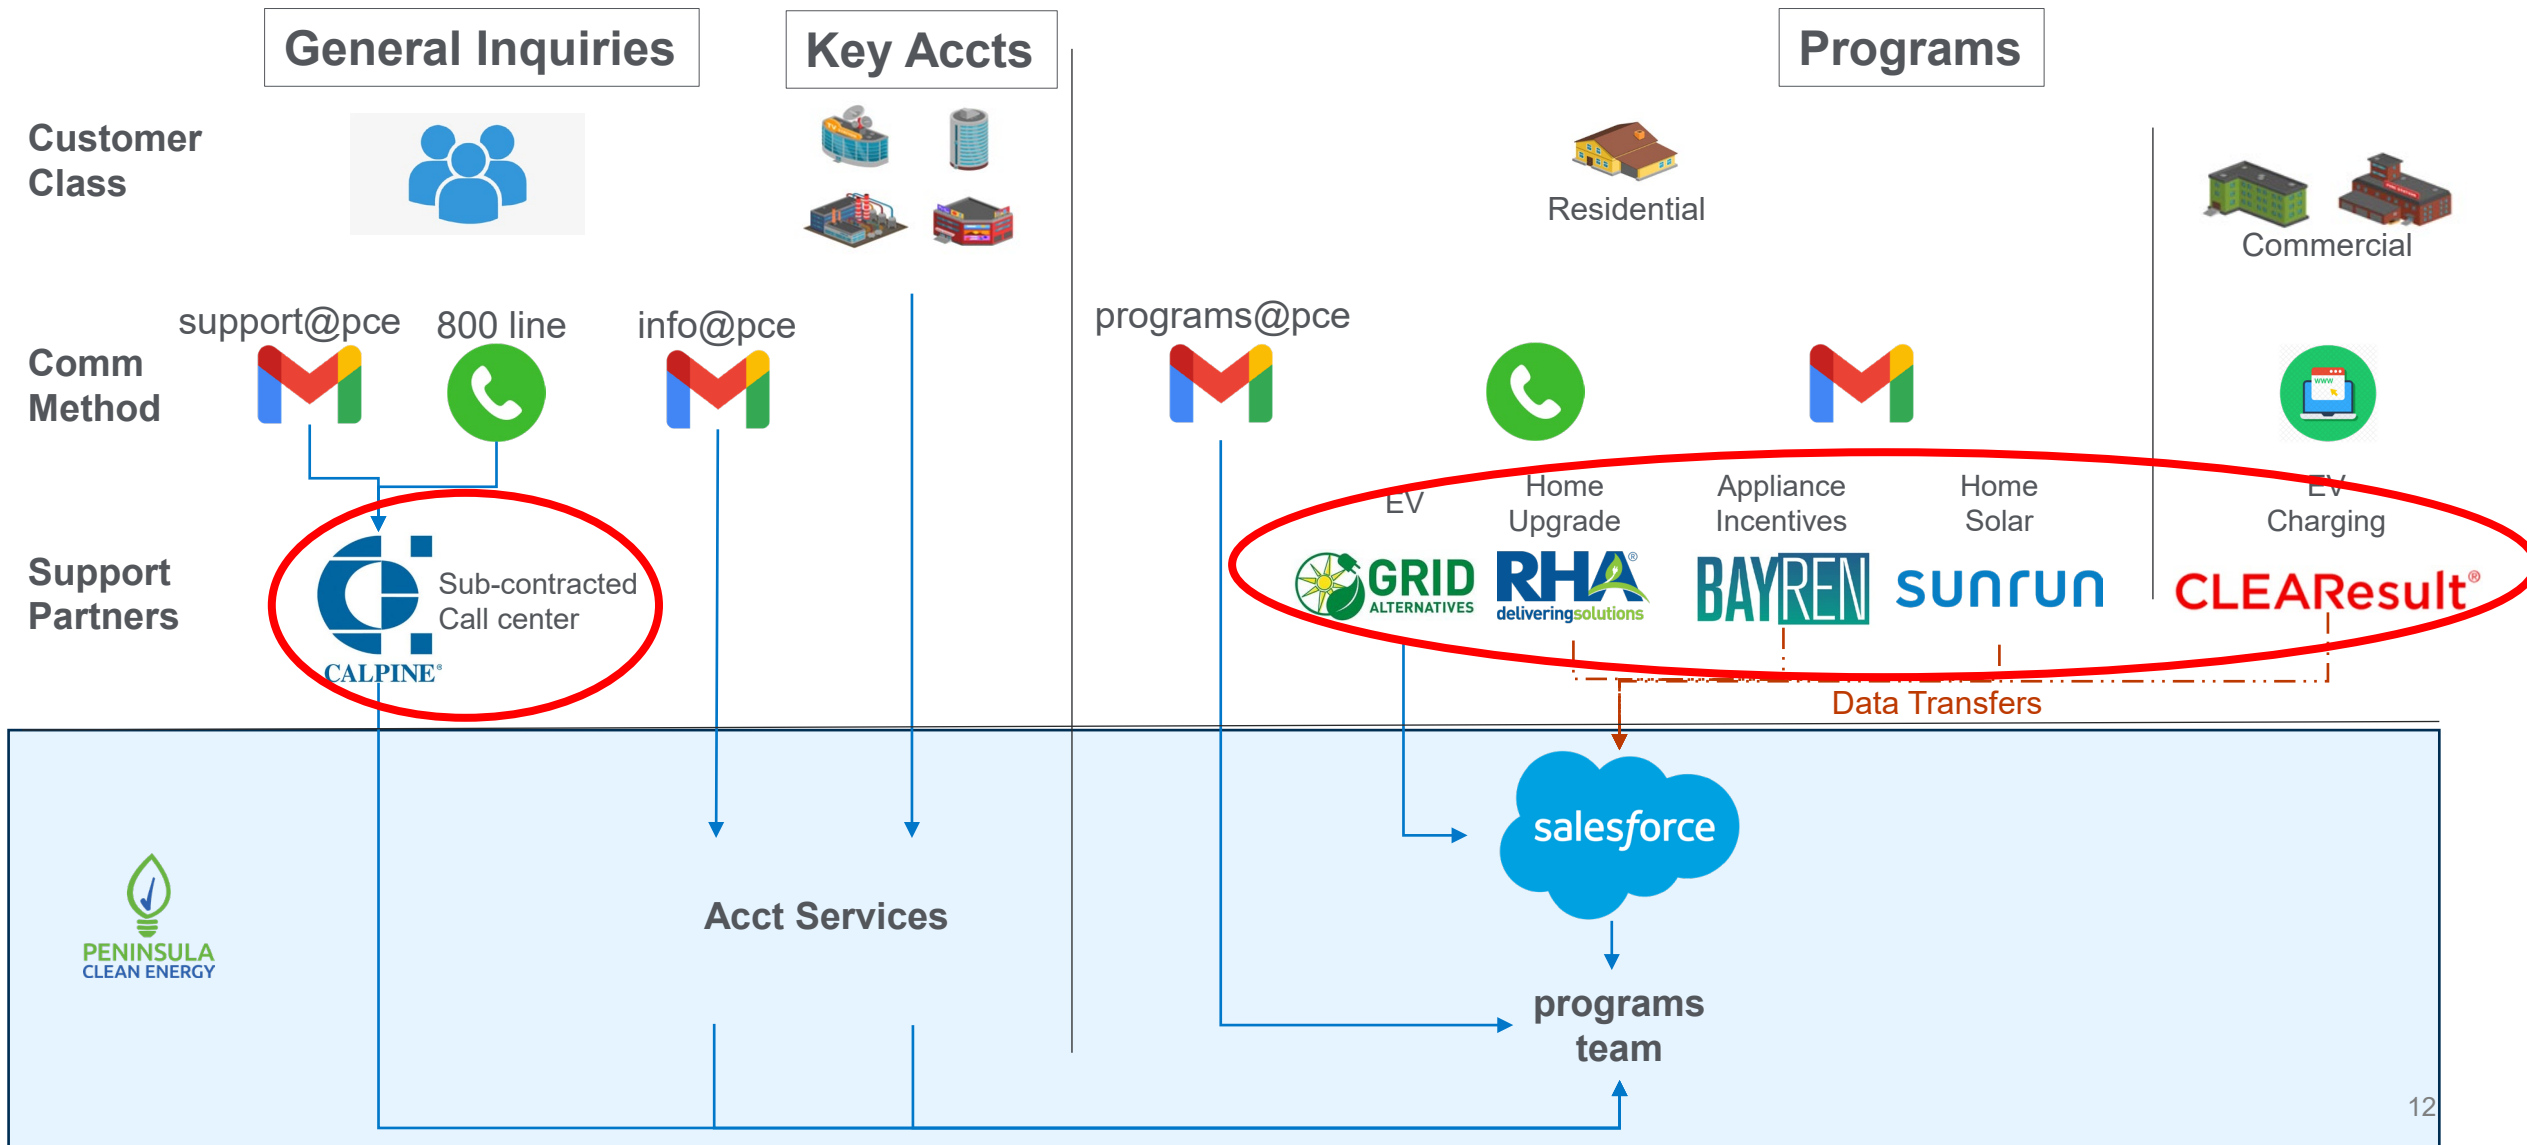 General Inquiries
Key Accts
Programs
Customer
Class
Residential
Commercial
Comm
Method
support@pce
800 line
info@pce
programs@pce
www
Support
Partners
CALPINE®
Sub-contracted
Call center
EV
GRID
ALTERNATIVES
Home
Upgrade
RHA®
deliveringsolutions
Appliance
Incentives
BAYREN
Home
Solar
sunrun
EV
Charging
CLEAResult®
Data Transfers
PENINSULA
CLEAN ENERGY
Acct Services
salesforce
programs
team
12